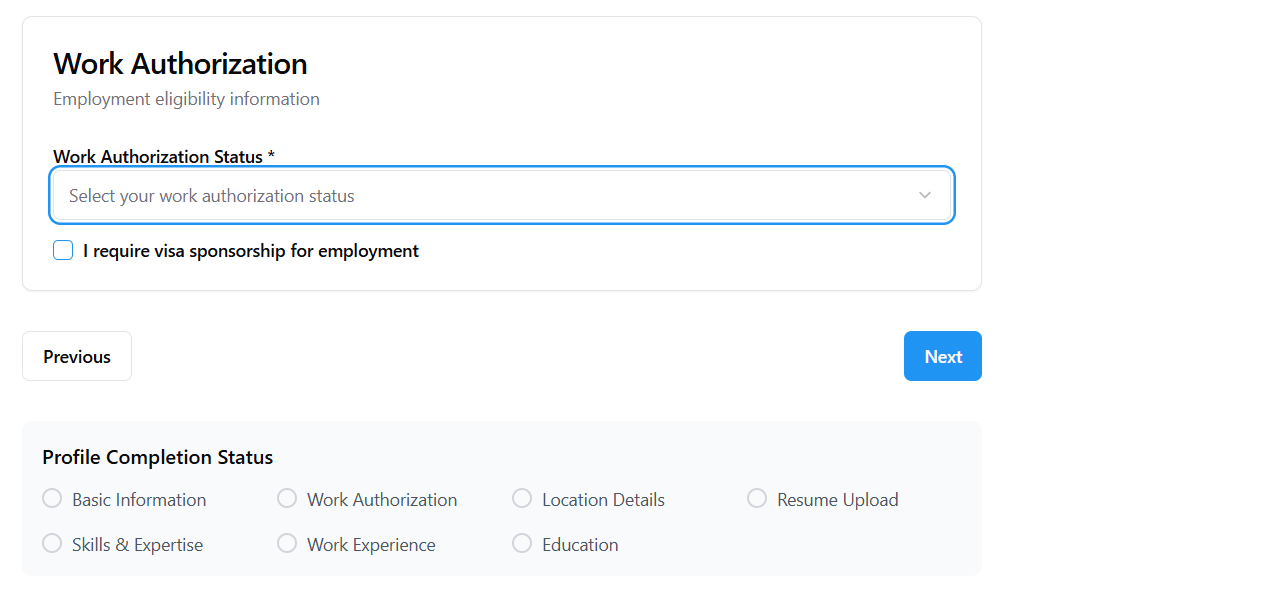 Work Authorization
Employment eligibility information
Work Authorization Status *
Select your work authorization status
I require visa sponsorship for employment
Previous
Next
Profile Completion Status
Basic Information
Work Authorization
Location Details
Resume Upload
Skills & Expertise
Work Experience
Education